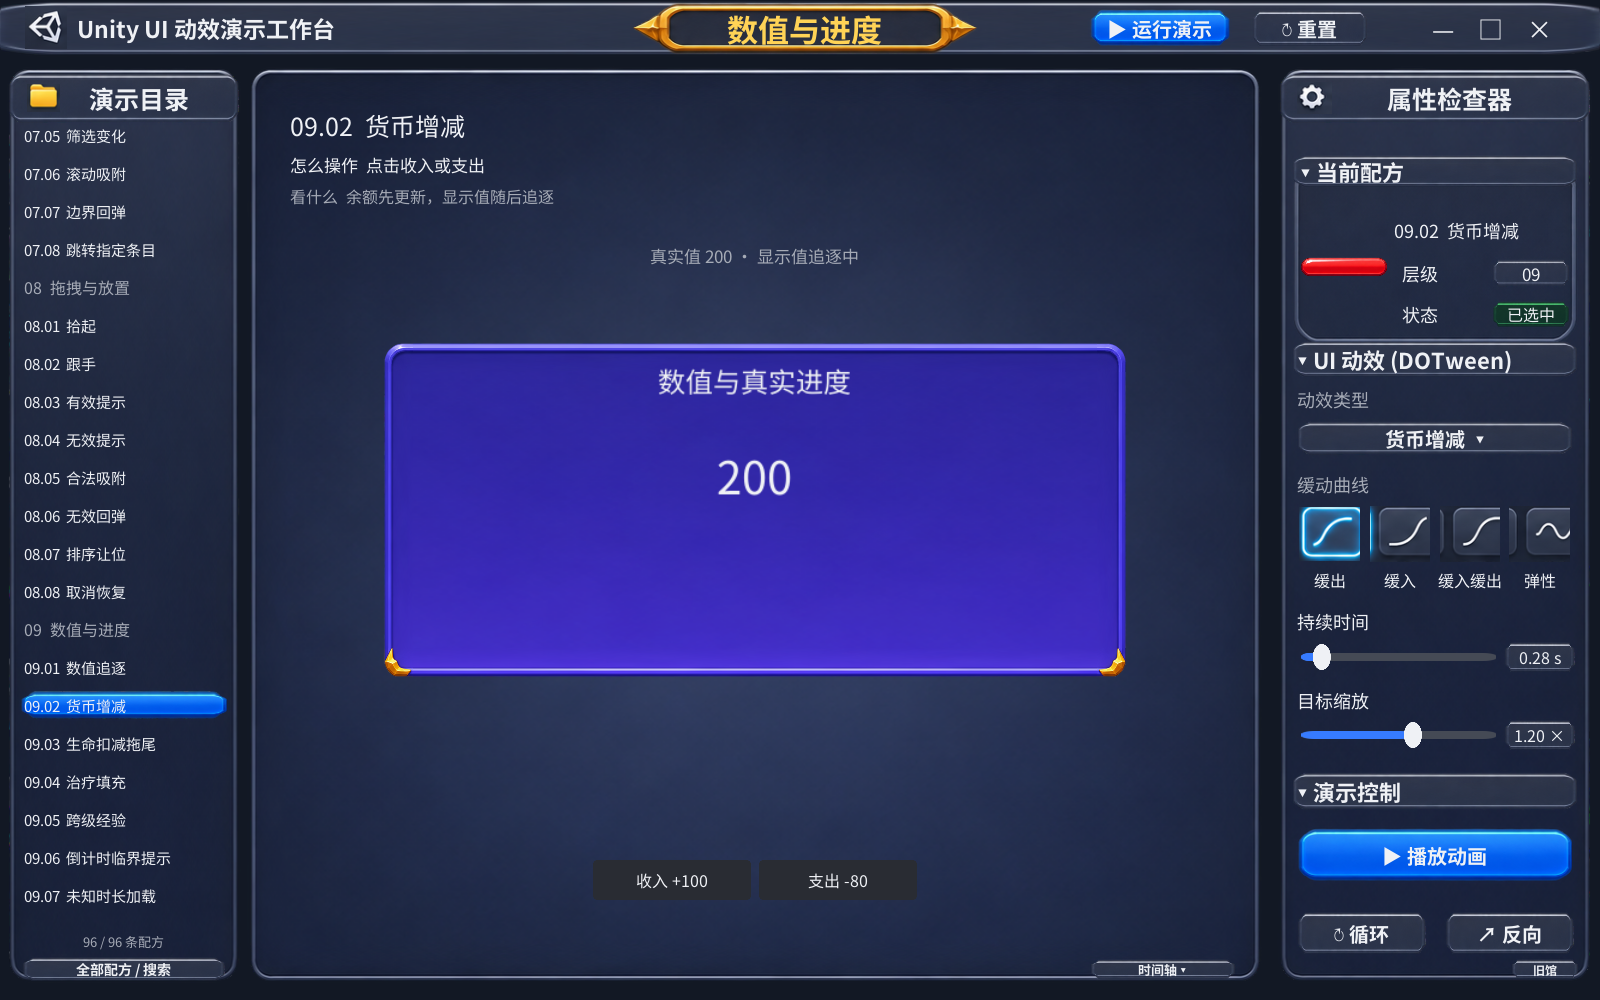 Unity UI 动效演示工作台
数值与进度
▶ 运行演示
重置
演示目录
07.05 筛选变化
07.06 滚动吸附
07.07 边界回弹
07.08 跳转指定条目
08 拖拽与放置
08.01 拾起
08.02 跟手
08.03 有效提示
08.04 无效提示
08.05 合法吸附
08.06 无效回弹
08.07 排序让位
08.08 取消恢复
09 数值与进度
09.01 数值追逐
09.02 货币增减
09.03 生命扣减拖尾
09.04 治疗填充
09.05 跨级经验
09.06 倒计时临界提示
09.07 未知时长加载
96 / 96 条配方
全部配方 / 搜索
09.02 货币增减
怎么操作 点击收入或支出
看什么 余额先更新，显示值随后追逐
真实值 200 • 显示值追逐中
数值与真实进度
200
收入 +100
支出 -80
时间轴 ▾
属性检查器
▾ 当前配方
09.02 货币增减
层级
09
状态
已选中
▾ UI 动效 (DOTween)
动效类型
货币增减 ▾
缓动曲线
缓出
缓入
缓入缓出
弹性
持续时间
0.28 s
目标缩放
1.20 ×
▾ 演示控制
▶ 播放动画
循环
↗ 反向
旧馆